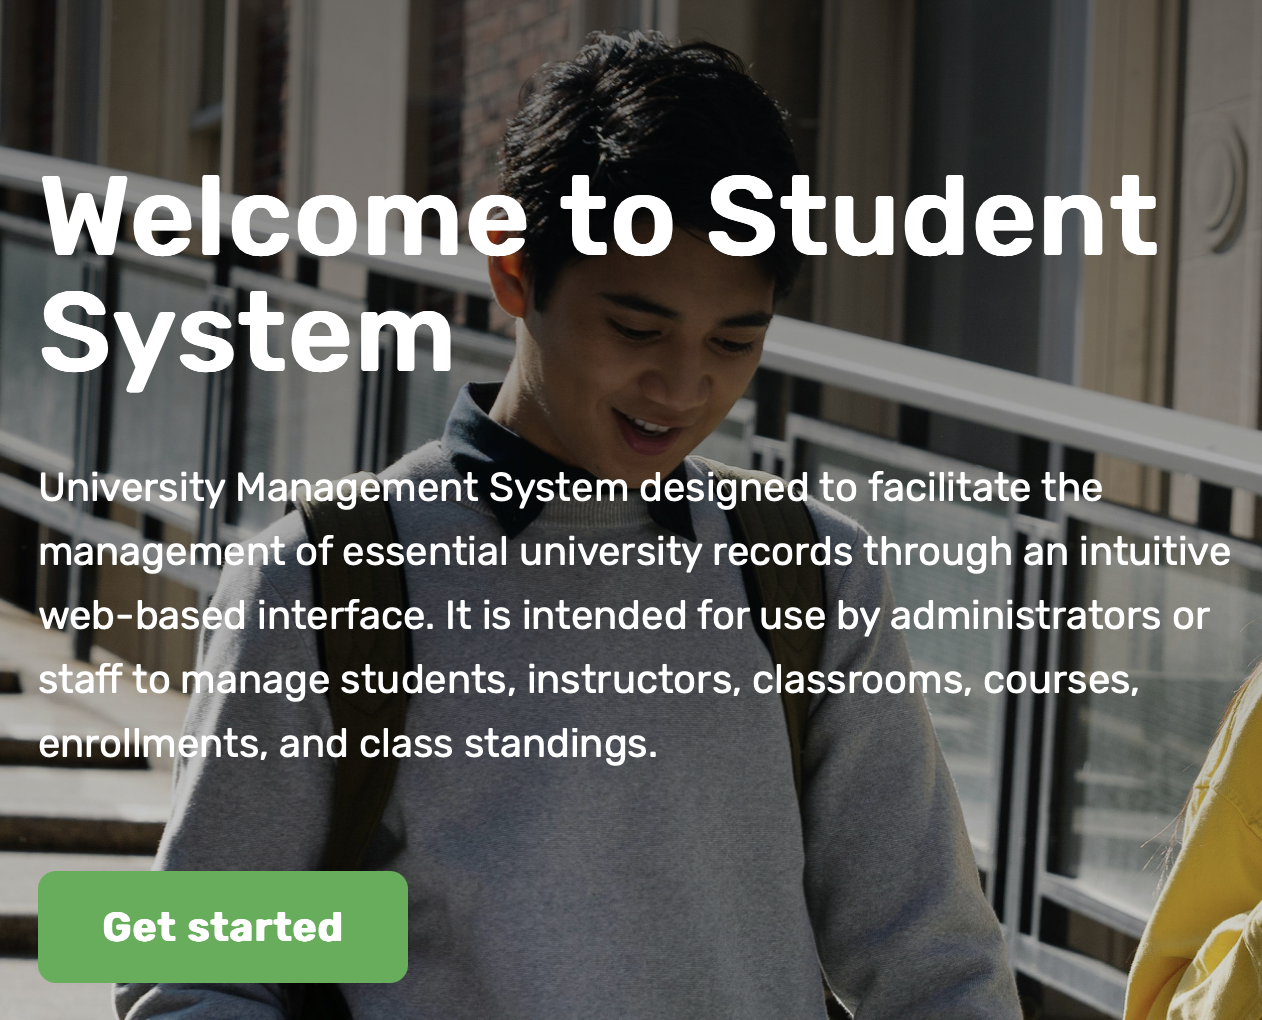 Welcome to Student
System
University Management System designed to facilitate the
management of essential university records through an intuitive
web-based interface. It is intended for use by administrators or
staff to manage students, instructors, classrooms, courses,
enrollments, and class standings.
Get started